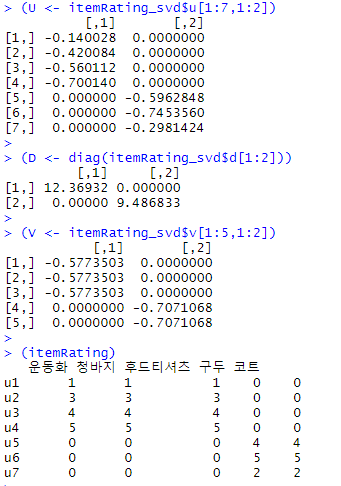 > (U <- itemRating_svd$u[1:7,1:2])
          [,1]       [,2]
[1,] -0.140028  0.0000000
[2,] -0.420084  0.0000000
[3,] -0.560112  0.0000000
[4,] -0.700140  0.0000000
[5,]  0.000000 -0.5962848
[6,]  0.000000 -0.7453560
[7,]  0.000000 -0.2981424
>
> (D <- diag(itemRating_svd$d[1:2]))
         [,1]     [,2]
[1,] 12.36932 0.000000
[2,]  0.00000 9.486833
>
> (V <- itemRating_svd$v[1:5,1:2])
           [,1]       [,2]
[1,] -0.5773503  0.0000000
[2,] -0.5773503  0.0000000
[3,] -0.5773503  0.0000000
[4,]  0.0000000 -0.7071068
[5,]  0.0000000 -0.7071068
>
> (itemRating)
   운동화 청바지 후드티셔츠 구두 코트
u1      1      1          1    0    0
u2      3      3          3    0    0
u3      4      4          4    0    0
u4      5      5          5    0    0
u5      0      0          0    4    4
u6      0      0          0    5    5
u7      0      0          0    2    2